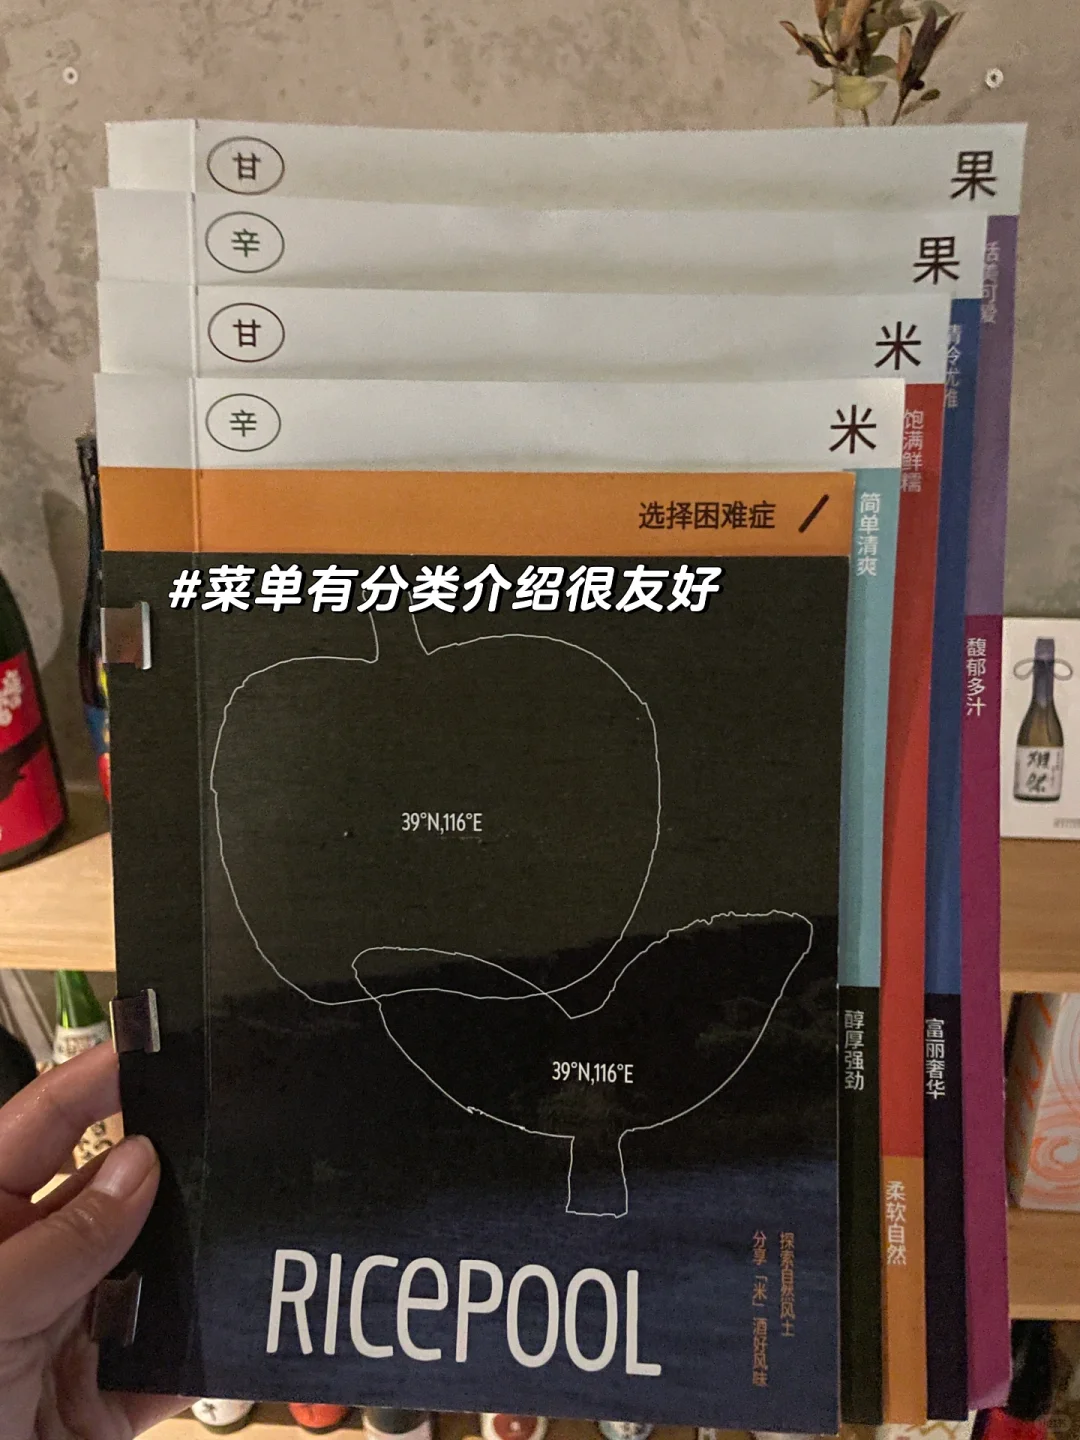 甘 果
辛 果
甘 米
辛 米
选择困难症 /
#菜单有分类介绍很友好
39°N,116°E
39°N,116°E
RICEPOOL
探索自然风土
分享「米」酒好风味
简单清爽
醇厚强劲
饱满鲜糯
柔软自然
清冷优雅
富丽奢华
活美可爱
馥郁多汁